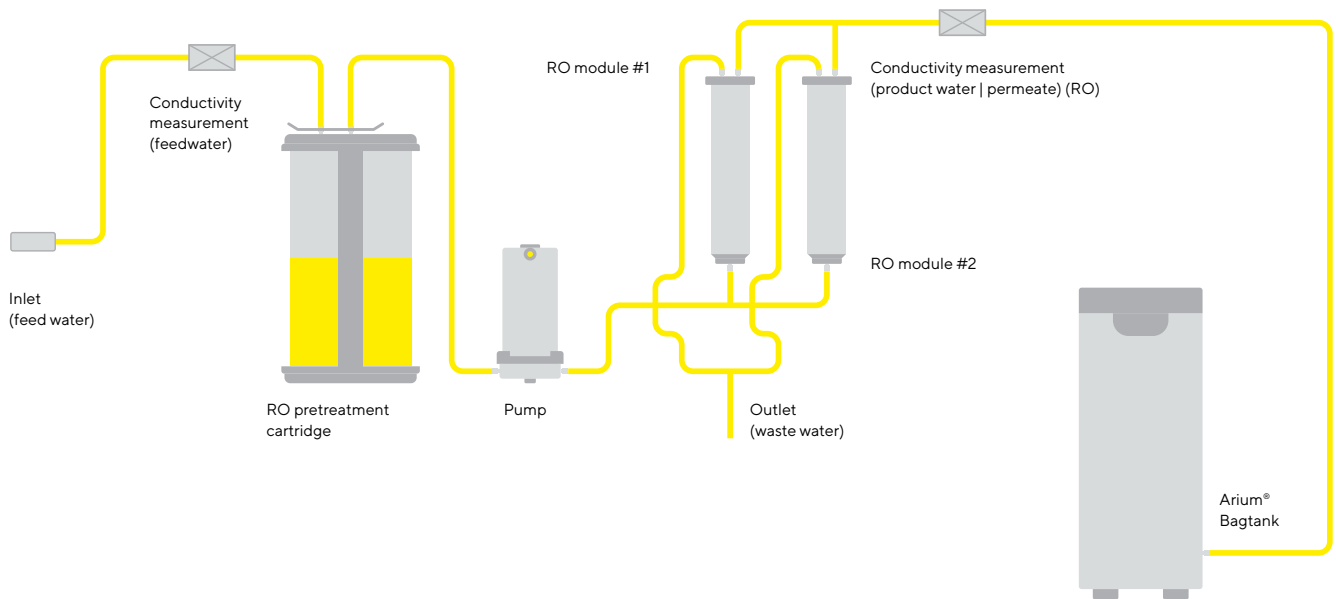 RO module #1
Conductivity measurement
(product water | permeate) (RO)
Conductivity
measurement
(feedwater)
RO module #2
Inlet
(feed water)
RO pretreatment
cartridge
Pump
Outlet
(waste water)
Arium®
Bagtank